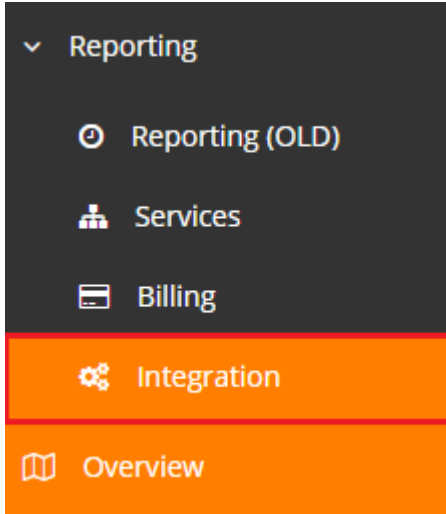 Reporting
Reporting (OLD)
Services
Billing
Integration
Overview